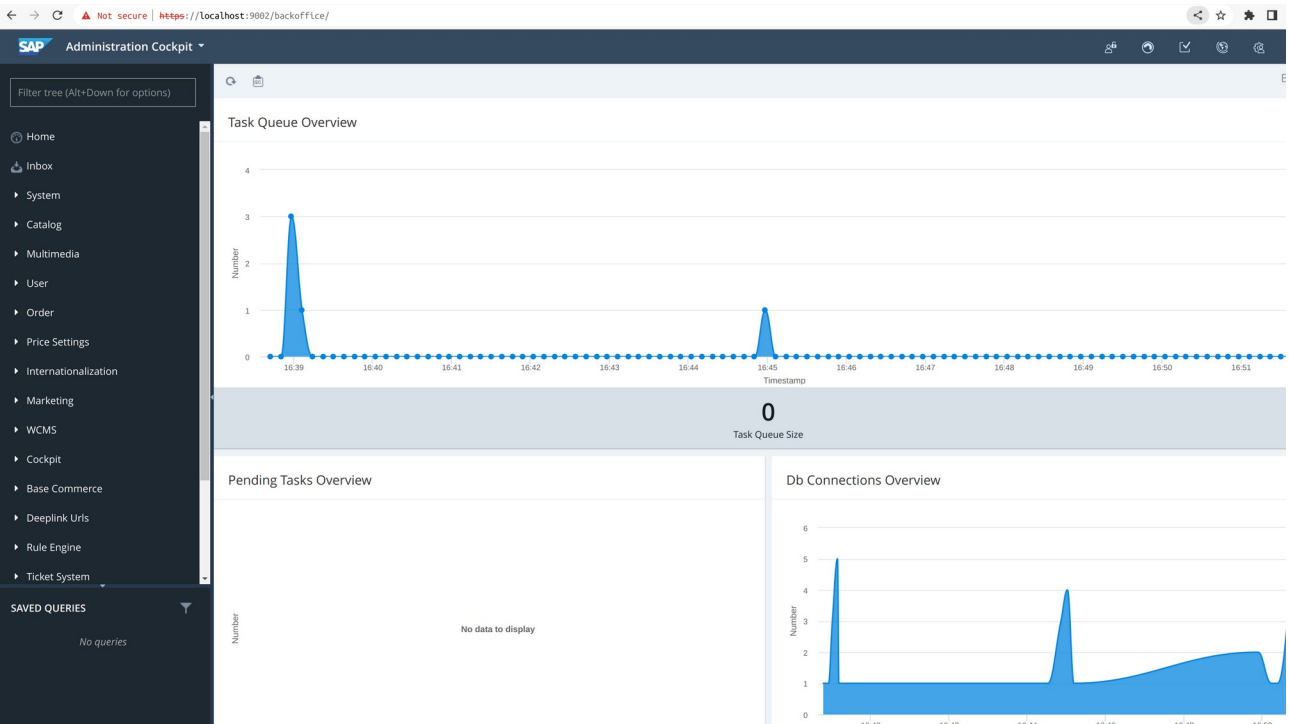 Not secure | https://localhost:9002/backoffice/
SAP Administration Cockpit
Filter tree (Alt+Down for options)
Home
Inbox
System
Catalog
Multimedia
User
Order
Price Settings
Internationalization
Marketing
WCMS
Cockpit
Base Commerce
Deeplink Urls
Rule Engine
Ticket System
SAVED QUERIES
No queries
Task Queue Overview
4
3
2
1
0
Number
16:39 16:40 16:41 16:42 16:43 16:44 16:45 16:46 16:47 16:48 16:49 16:50 16:51
Timestamp
0
Task Queue Size
Pending Tasks Overview
Number
No data to display
Db Connections Overview
6
5
4
3
2
1
0
Number